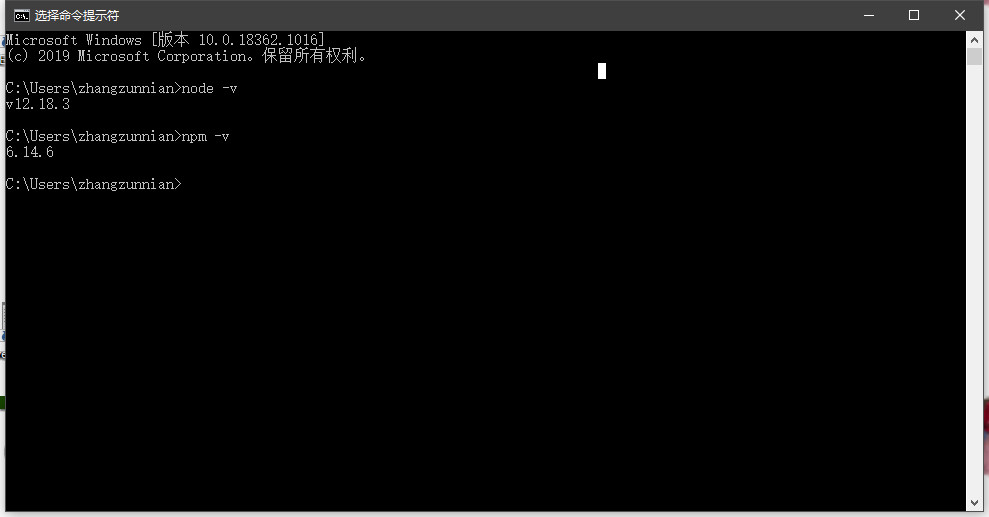 选择命令提示符
Microsoft Windows [版本 10.0.18362.1016]
(c) 2019 Microsoft Corporation。保留所有权利。
C:\Users\zhangzunnian>node -v
v12.18.3
C:\Users\zhangzunnian>npm -v
6.14.6
C:\Users\zhangzunnian>